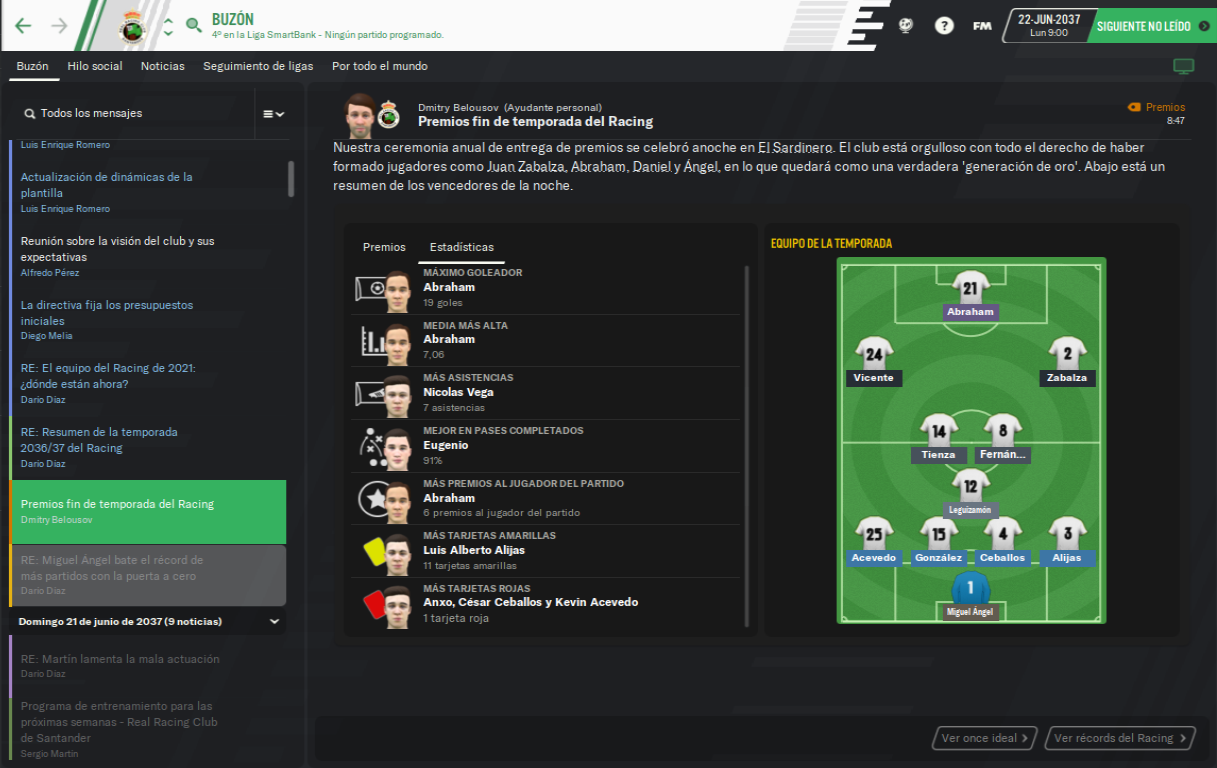 BUZÓN
4º en la Liga SmartBank - Ningún partido programado.
?
FM
22-JUN-2037
Lun 9:00
SIGUIENTE NO LEÍDO
Buzón
Hilo social
Noticias
Seguimiento de ligas
Por todo el mundo
Todos los mensajes
Luis Enrique Romero
Actualización de dinámicas de la
plantilla
Luis Enrique Romero
Reunión sobre la visión del club y sus
expectativas
Alfredo Pérez
La directiva fija los presupuestos
iniciales
Diego Melia
RE: El equipo del Racing de 2021:
¿dónde están ahora?
Darío Díaz
RE: Resumen de la temporada
2036/37 del Racing
Darío Díaz
Premios fin de temporada del Racing
Dmitry Belousov
RE: Miguel Ángel bate el récord de
más partidos con la puerta a cero
Darío Díaz
Domingo 21 de junio de 2037 (9 noticias)
RE: Martín lamenta la mala actuación
Darío Díaz
Programa de entrenamiento para las
próximas semanas - Real Racing Club
de Santander
Sergio Martín
Dmitry Belousov (Ayudante personal)
Premios fin de temporada del Racing
Premios
8:47
Nuestra ceremonia anual de entrega de premios se celebró anoche en El Sardinero. El club está orgulloso con todo el derecho de haber
formado jugadores como Juan Zabalza, Abraham, Daniel y Ángel, en lo que quedará como una verdadera 'generación de oro'. Abajo está un
resumen de los vencedores de la noche.
Premios
Estadísticas
MÁXIMO GOLEADOR
Abraham
19 goles
MEDIA MÁS ALTA
Abraham
7,06
MÁS ASISTENCIAS
Nicolas Vega
7 asistencias
MEJOR EN PASES COMPLETADOS
Eugenio
91%
MÁS PREMIOS AL JUGADOR DEL PARTIDO
Abraham
6 premios al jugador del partido
MÁS TARJETAS AMARILLAS
Luis Alberto Alijas
11 tarjetas amarillas
MÁS TARJETAS ROJAS
Anxo, César Ceballos y Kevin Acevedo
1 tarjeta roja
EQUIPO DE LA TEMPORADA
21
Abraham
24
Vicente
2
Zabalza
14
Tienza
8
Fernán...
12
Leguizamón
25
Acevedo
15
González
4
Ceballos
3
Alijas
1
Miguel Ángel
Ver once ideal
Ver récords del Racing